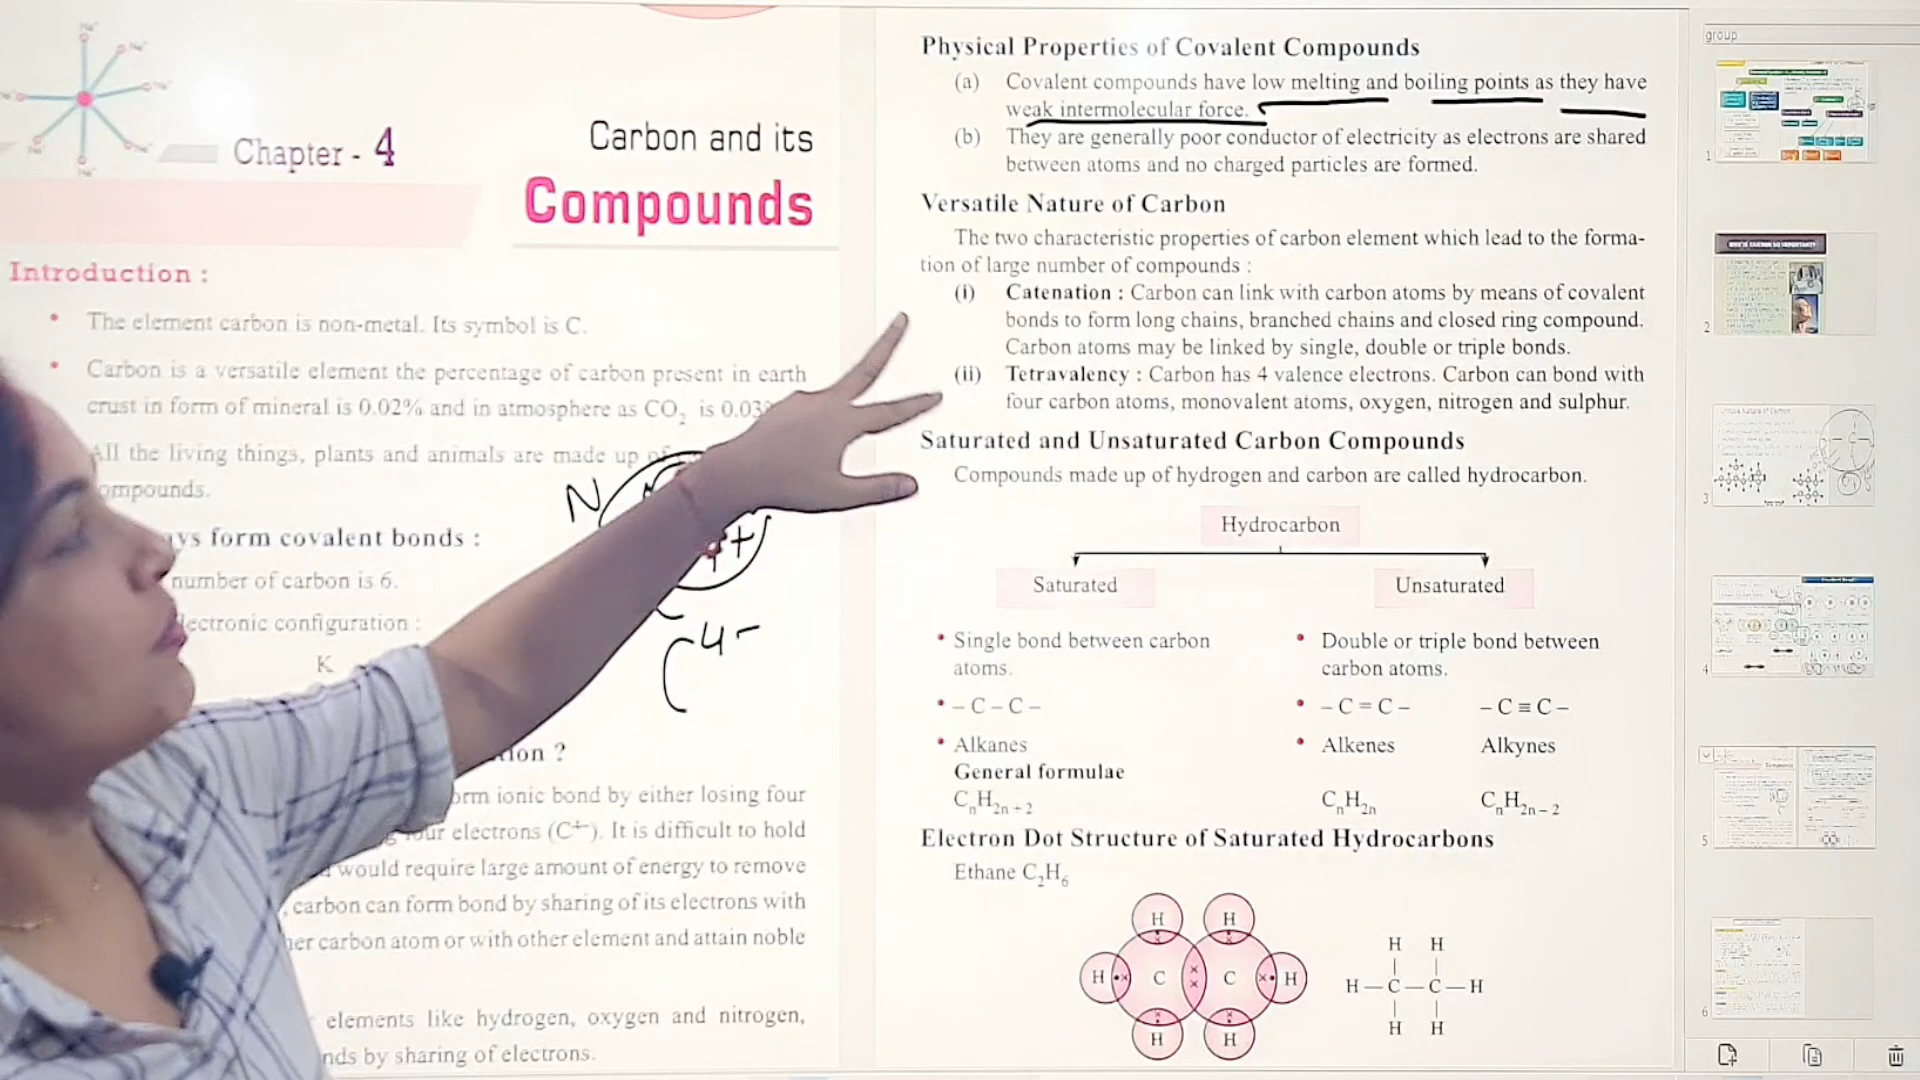 Chapter - 4
Carbon and its
Compounds
Introduction :
The element carbon is non-metal. Its symbol is C.
Carbon is a versatile element the percentage of carbon present in earth
crust in form of mineral is 0.02% and in atmosphere as CO₂ is 0.03
All the living things, plants and animals are made up of
ompounds.
ys form covalent bonds :
number of carbon is 6.
lectronic configuration :
K
N
C 4-
ion ?
orm ionic bond by either losing four
our electrons (C⁴⁻). It is difficult to hold
would require large amount of energy to remove
, carbon can form bond by sharing of its electrons with
her carbon atom or with other element and attain noble
elements like hydrogen, oxygen and nitrogen,
nds by sharing of electrons.
Physical Properties of Covalent Compounds
(a) Covalent compounds have low melting and boiling points as they have
weak intermolecular force.
(b) They are generally poor conductor of electricity as electrons are shared
between atoms and no charged particles are formed.
Versatile Nature of Carbon
The two characteristic properties of carbon element which lead to the forma-
tion of large number of compounds :
(i) Catenation : Carbon can link with carbon atoms by means of covalent
bonds to form long chains, branched chains and closed ring compound.
Carbon atoms may be linked by single, double or triple bonds.
(ii) Tetravalency : Carbon has 4 valence electrons. Carbon can bond with
four carbon atoms, monovalent atoms, oxygen, nitrogen and sulphur.
Saturated and Unsaturated Carbon Compounds
Compounds made up of hydrogen and carbon are called hydrocarbon.
Hydrocarbon
Saturated Unsaturated
• Single bond between carbon
atoms.
• – C – C –
• Alkanes
General formulae
CₙH₂ₙ₊₂
• Double or triple bond between
carbon atoms.
• – C = C – – C ≡ C –
• Alkenes Alkynes
CₙH₂ₙ CₙH₂ₙ₋₂
Electron Dot Structure of Saturated Hydrocarbons
Ethane C₂H₆
H H
H C C H
H H
H H
H — C — C — H
H H
group
1
2
3
4
5
6